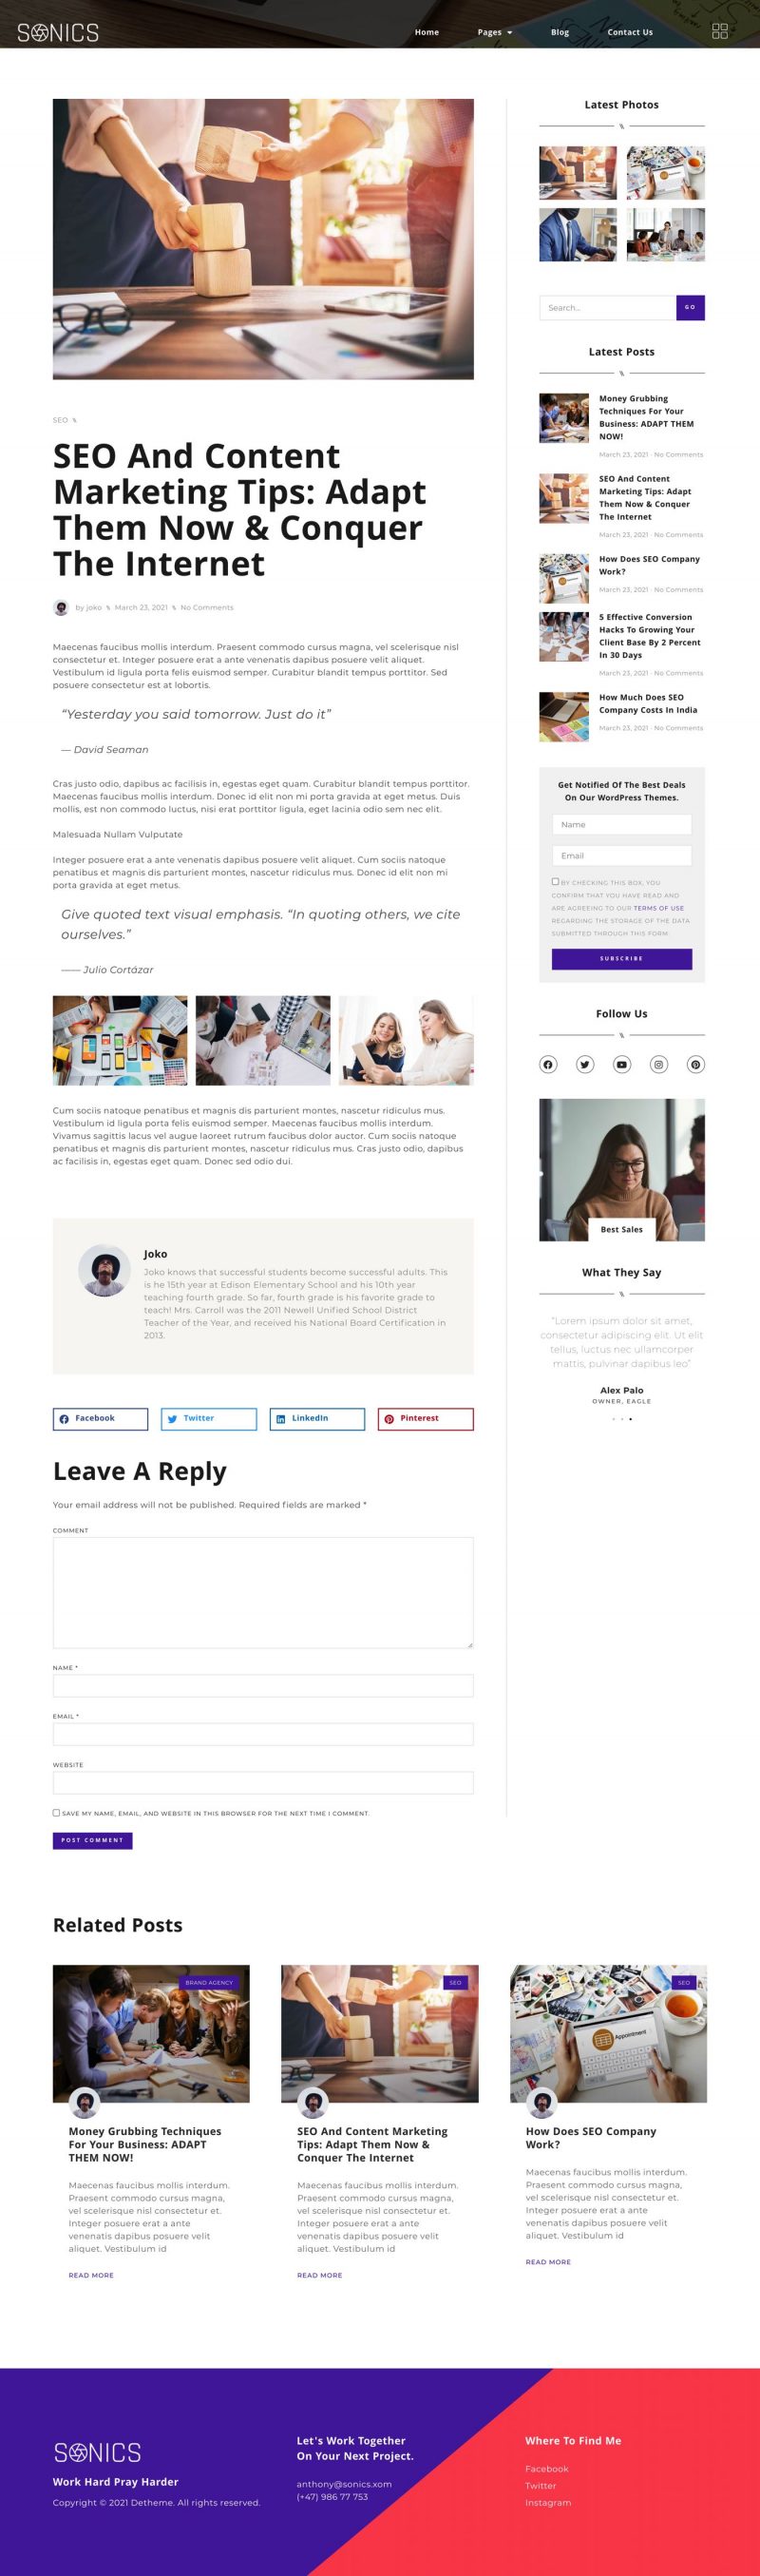 SONICS
Home
Pages
Blog
Contact Us
SEO
SEO And Content
Marketing Tips: Adapt
Them Now & Conquer
The Internet
by joko
March 23, 2021
No Comments
Maecenas faucibus mollis interdum. Praesent commodo cursus magna, vel scelerisque nisl
consectetur et. Integer posuere erat a ante venenatis dapibus posuere velit aliquet.
Vestibulum id ligula porta felis euismod semper. Curabitur blandit tempus porttitor. Sed
posuere consectetur est at lobortis.
“Yesterday you said tomorrow. Just do it”
— David Seaman
Cras justo odio, dapibus ac facilisis in, egestas eget quam. Curabitur blandit tempus porttitor.
Maecenas faucibus mollis interdum. Donec id elit non mi porta gravida at eget metus. Duis
mollis, est non commodo luctus, nisi erat porttitor ligula, eget lacinia odio sem nec elit.
Malesuada Nullam Vulputate
Integer posuere erat a ante venenatis dapibus posuere velit aliquet. Cum sociis natoque
penatibus et magnis dis parturient montes, nascetur ridiculus mus. Donec id elit non mi
porta gravida at eget metus.
Give quoted text visual emphasis. “In quoting others, we cite
ourselves.”
—— Julio Cortázar
Cum sociis natoque penatibus et magnis dis parturient montes, nascetur ridiculus mus.
Vestibulum id ligula porta felis euismod semper. Maecenas faucibus mollis interdum.
Vivamus sagittis lacus vel augue laoreet rutrum faucibus dolor auctor. Cum sociis natoque
penatibus et magnis dis parturient montes, nascetur ridiculus mus. Cras justo odio, dapibus
ac facilisis in, egestas eget quam. Donec sed odio dui.
Joko
Joko knows that successful students become successful adults. This
is he 15th year at Edison Elementary School and his 10th year
teaching fourth grade. So far, fourth grade is his favorite grade to
teach! Mrs. Carroll was the 2011 Newell Unified School District
Teacher of the Year, and received his National Board Certification in
2013.
Facebook
Twitter
LinkedIn
Pinterest
Leave A Reply
Your email address will not be published. Required fields are marked *
COMMENT
NAME *
EMAIL *
WEBSITE
SAVE MY NAME, EMAIL, AND WEBSITE IN THIS BROWSER FOR THE NEXT TIME I COMMENT.
POST COMMENT
Latest Photos
Search...
GO
Latest Posts
Money Grubbing
Techniques For Your
Business: ADAPT THEM
NOW!
March 23, 2021 · No Comments
SEO And Content
Marketing Tips: Adapt
Them Now & Conquer
The Internet
March 23, 2021 · No Comments
How Does SEO Company
Work?
March 23, 2021 · No Comments
5 Effective Conversion
Hacks To Growing Your
Client Base By 2 Percent
In 30 Days
March 23, 2021 · No Comments
How Much Does SEO
Company Costs In India
March 23, 2021 · No Comments
Get Notified Of The Best Deals
On Our WordPress Themes.
Name
Email
BY CHECKING THIS BOX, YOU
CONFIRM THAT YOU HAVE READ AND
ARE AGREEING TO OUR TERMS OF USE
REGARDING THE STORAGE OF THE DATA
SUBMITTED THROUGH THIS FORM
SUBSCRIBE
Follow Us
Best Sales
What They Say
“Lorem ipsum dolor sit amet,
consectetur adipiscing elit. Ut elit
tellus, luctus nec ullamcorper
mattis, pulvinar dapibus leo”
Alex Palo
OWNER, EAGLE
Related Posts
BRAND AGENCY
Money Grubbing Techniques
For Your Business: ADAPT
THEM NOW!
Maecenas faucibus mollis interdum.
Praesent commodo cursus magna,
vel scelerisque nisl consectetur et.
Integer posuere erat a ante
venenatis dapibus posuere velit
aliquet. Vestibulum id
READ MORE
SEO
SEO And Content Marketing
Tips: Adapt Them Now &
Conquer The Internet
Maecenas faucibus mollis interdum.
Praesent commodo cursus magna,
vel scelerisque nisl consectetur et.
Integer posuere erat a ante
venenatis dapibus posuere velit
aliquet. Vestibulum id
READ MORE
SEO
Appointment
How Does SEO Company
Work?
Maecenas faucibus mollis interdum.
Praesent commodo cursus magna,
vel scelerisque nisl consectetur et.
Integer posuere erat a ante
venenatis dapibus posuere velit
aliquet. Vestibulum id
READ MORE
SONICS
Work Hard Pray Harder
Copyright © 2021 Detheme. All rights reserved.
Let's Work Together
On Your Next Project.
anthony@sonics.xom
(+47) 986 77 753
Where To Find Me
Facebook
Twitter
Instagram